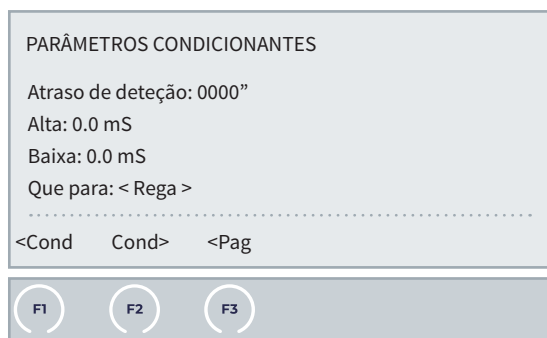 PARÂMETROS CONDICIONANTES
Atraso de deteção: 0000”
Alta: 0.0 mS
Baixa: 0.0 mS
Que para: < Rega >
<Cond Cond> <Pag
F1 F2 F3